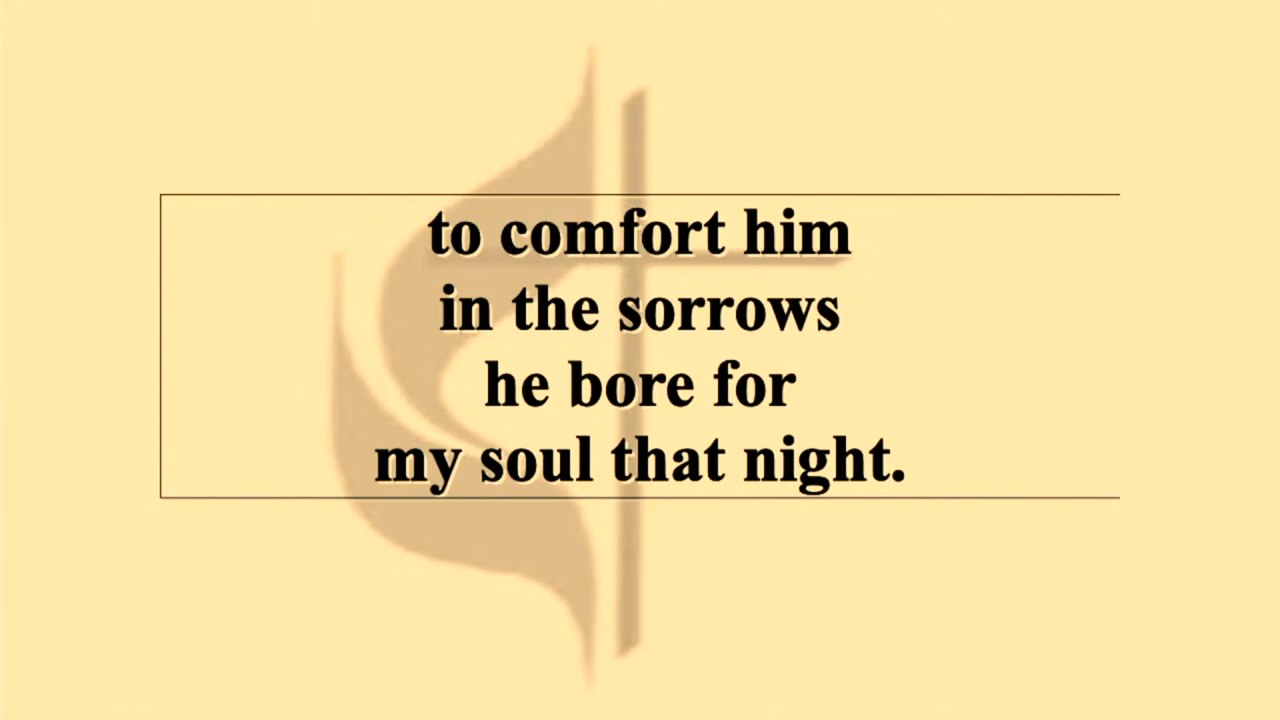 to comfort him
in the sorrows
he bore for
my soul that night.